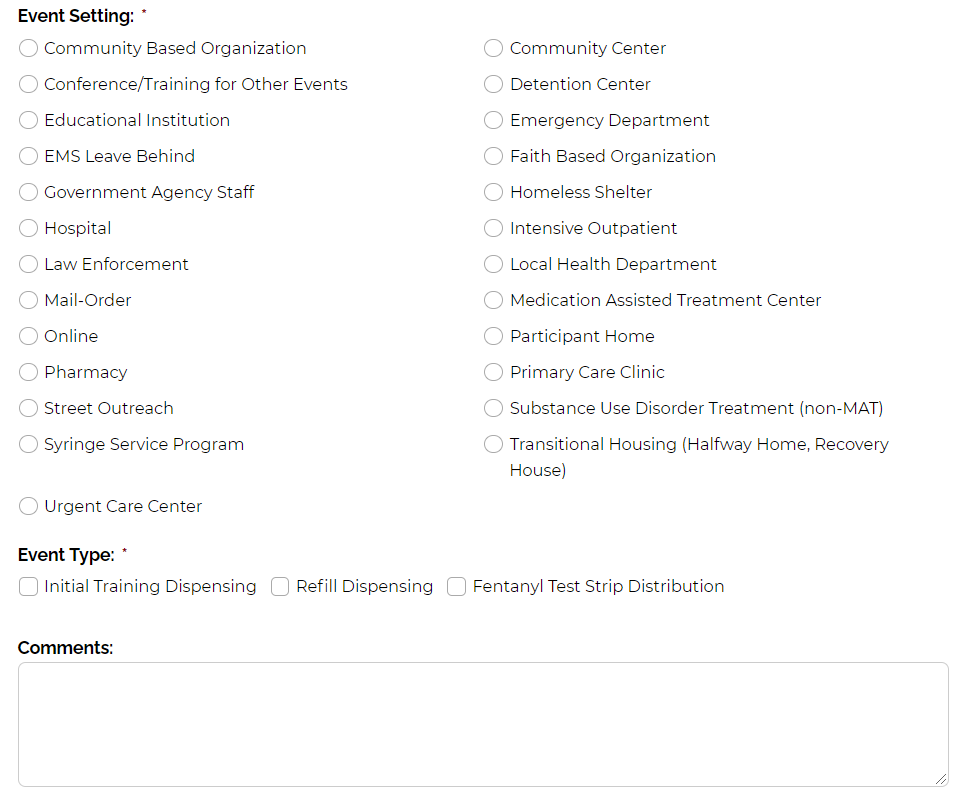 Event Setting: *
Community Based Organization
Community Center
Conference/Training for Other Events
Detention Center
Educational Institution
Emergency Department
EMS Leave Behind
Faith Based Organization
Government Agency Staff
Homeless Shelter
Hospital
Intensive Outpatient
Law Enforcement
Local Health Department
Mail-Order
Medication Assisted Treatment Center
Online
Participant Home
Pharmacy
Primary Care Clinic
Street Outreach
Substance Use Disorder Treatment (non-MAT)
Syringe Service Program
Transitional Housing (Halfway Home, Recovery
House)
Urgent Care Center
Event Type: *
Initial Training Dispensing Refill Dispensing Fentanyl Test Strip Distribution
Comments: